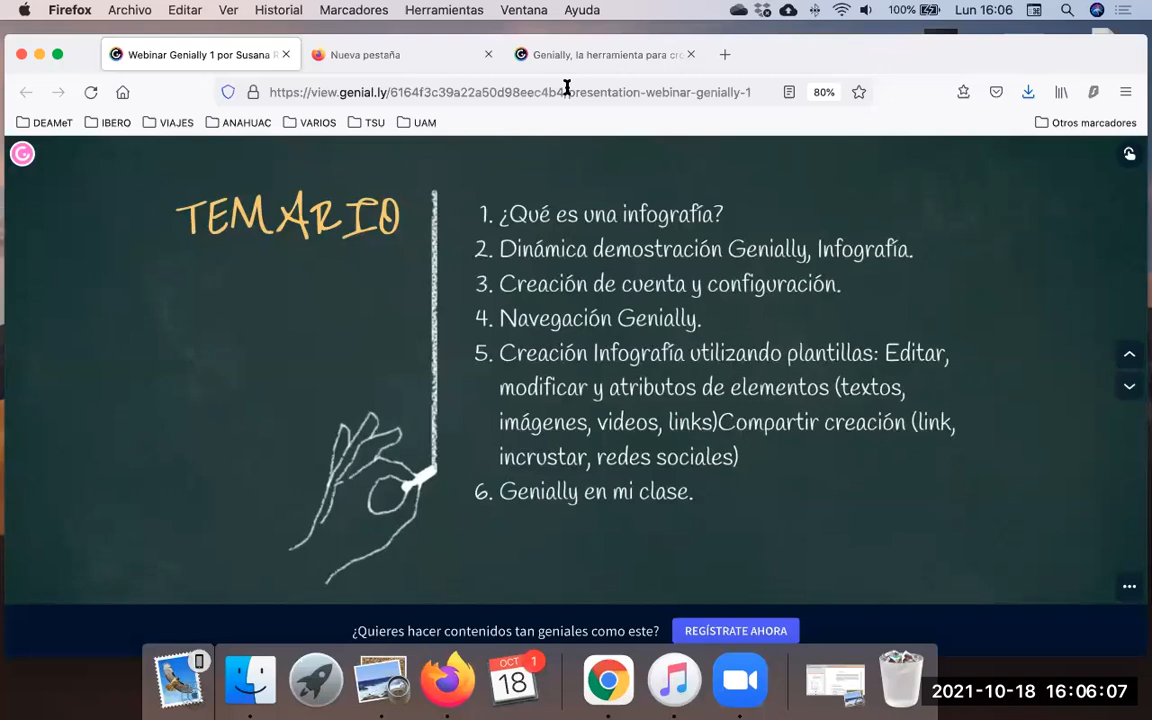 Firefox Archivo Editar Ver Historial Marcadores Herramientas Ventana Ayuda 100% Lun 16:06
Webinar Genially 1 por Susana Nueva pestaña Genially, la herramienta para cre
https://view.genial.ly/6164f3c39a22a50d98eec4b4/presentation-webinar-genially-1 80%
DEAMeT IBERO VIAJES ANAHUAC VARIOS TSU UAM Otros marcadores
TEMARIO
1. ¿Qué es una infografía?
2. Dinámica demostración Genially, Infografía.
3. Creación de cuenta y configuración.
4. Navegación Genially.
5. Creación Infografía utilizando plantillas: Editar,
modificar y atributos de elementos (textos,
imágenes, videos, links)Compartir creación (link,
incrustar, redes sociales)
6. Genially en mi clase.
¿Quieres hacer contenidos tan geniales como este? REGÍSTRATE AHORA
OCT 1
18
2021-10-18 16:06:07